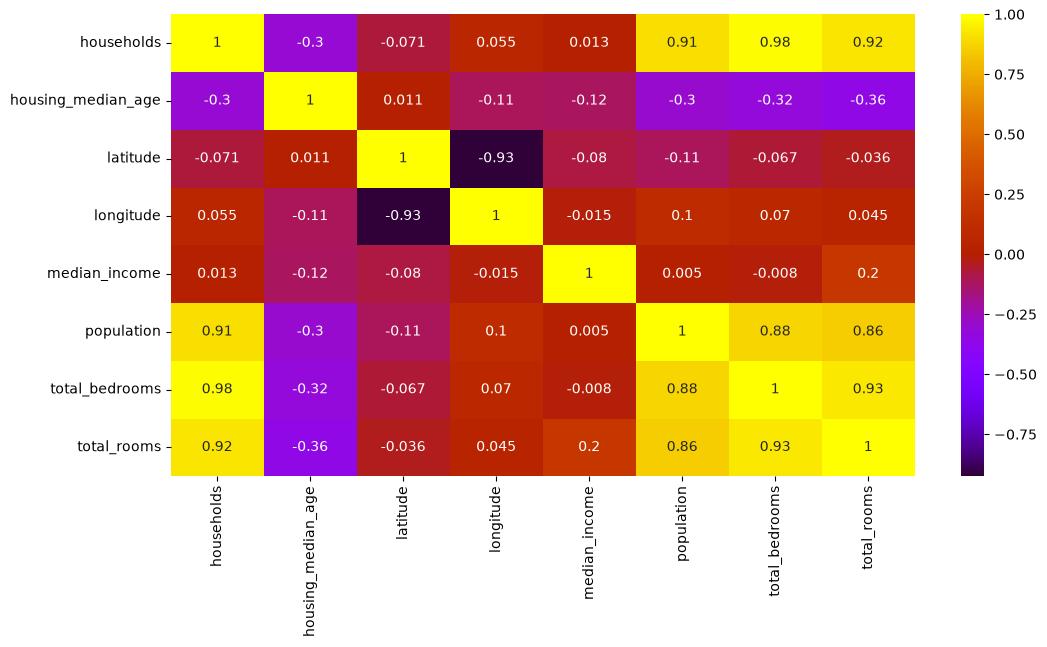 households 1 -0.3 -0.071 0.055 0.013 0.91 0.98 0.92
housing_median_age -0.3 1 0.011 -0.11 -0.12 -0.3 -0.32 -0.36
latitude -0.071 0.011 1 -0.93 -0.08 -0.11 -0.067 -0.036
longitude 0.055 -0.11 -0.93 1 -0.015 0.1 0.07 0.045
median_income 0.013 -0.12 -0.08 -0.015 1 0.005 -0.008 0.2
population 0.91 -0.3 -0.11 0.1 0.005 1 0.88 0.86
total_bedrooms 0.98 -0.32 -0.067 0.07 -0.008 0.88 1 0.93
total_rooms 0.92 -0.36 -0.036 0.045 0.2 0.86 0.93 1
households
housing_median_age
latitude
longitude
median_income
population
total_bedrooms
total_rooms
1.00
0.75
0.50
0.25
0.00
−0.25
−0.50
−0.75